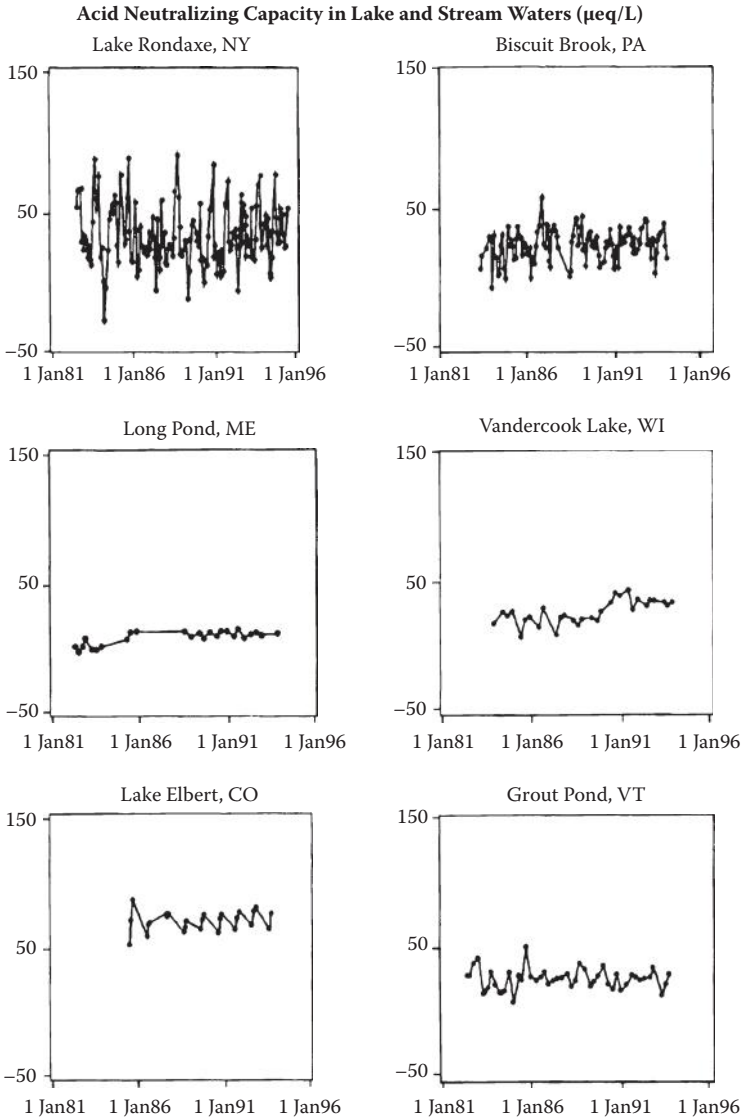 Acid Neutralizing Capacity in Lake and Stream Waters (µeq/L)
Lake Rondaxe, NY
150
50
−50
1 Jan81 1 Jan86 1 Jan91 1 Jan96
Biscuit Brook, PA
150
50
−50
1 Jan81 1 Jan86 1 Jan91 1 Jan96
Long Pond, ME
150
50
−50
1 Jan81 1 Jan86 1 Jan91 1 Jan96
Vandercook Lake, WI
150
50
−50
1 Jan81 1 Jan86 1 Jan91 1 Jan96
Lake Elbert, CO
150
50
−50
1 Jan81 1 Jan86 1 Jan91 1 Jan96
Grout Pond, VT
150
50
−50
1 Jan81 1 Jan86 1 Jan91 1 Jan96